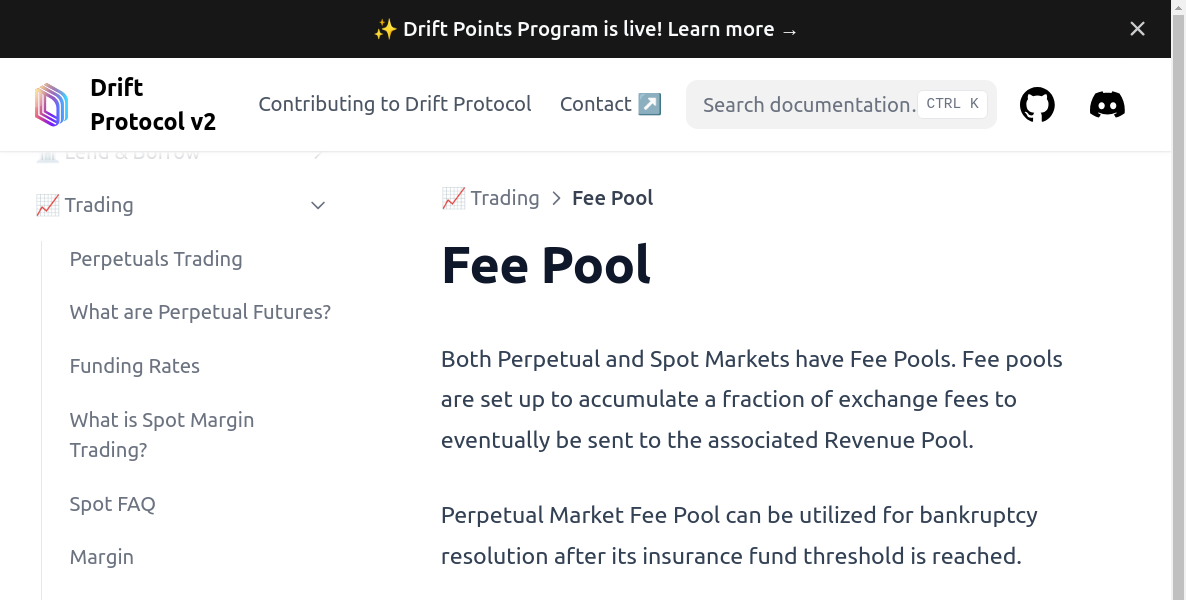 ✨ Drift Points Program is live! Learn more →
Drift
Protocol v2
Contributing to Drift Protocol
Contact ↗️
Search documentation.
CTRL K
🏛️ Lend & Borrow
📈 Trading
Perpetuals Trading
What are Perpetual Futures?
Funding Rates
What is Spot Margin
Trading?
Spot FAQ
Margin
📈 Trading > Fee Pool
Fee Pool
Both Perpetual and Spot Markets have Fee Pools. Fee pools
are set up to accumulate a fraction of exchange fees to
eventually be sent to the associated Revenue Pool.
Perpetual Market Fee Pool can be utilized for bankruptcy
resolution after its insurance fund threshold is reached.